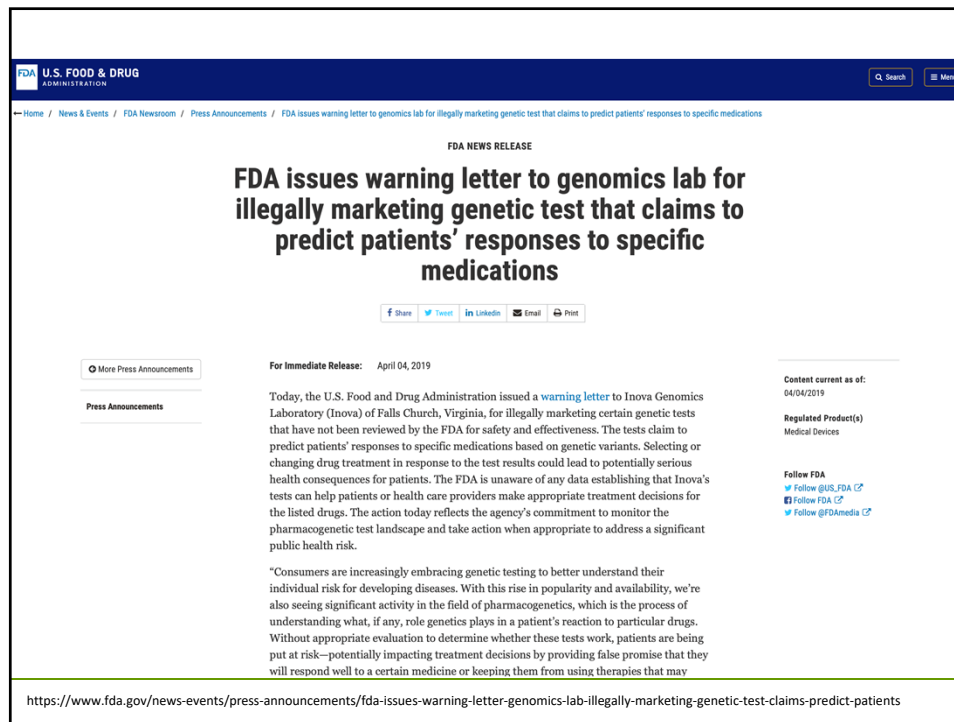 FDA U.S. FOOD & DRUG
ADMINISTRATION
Search
Menu
Home / News & Events / FDA Newsroom / Press Announcements / FDA issues warning letter to genomics lab for illegally marketing genetic test that claims to predict patients' responses to specific medications
FDA NEWS RELEASE
FDA issues warning letter to genomics lab for
illegally marketing genetic test that claims to
predict patients’ responses to specific
medications
Share
Tweet
Linkedin
Email
Print
More Press Announcements
Press Announcements
For Immediate Release: April 04, 2019
Today, the U.S. Food and Drug Administration issued a warning letter to Inova Genomics
Laboratory (Inova) of Falls Church, Virginia, for illegally marketing certain genetic tests
that have not been reviewed by the FDA for safety and effectiveness. The tests claim to
predict patients’ responses to specific medications based on genetic variants. Selecting or
changing drug treatment in response to the test results could lead to potentially serious
health consequences for patients. The FDA is unaware of any data establishing that Inova’s
tests can help patients or health care providers make appropriate treatment decisions for
the listed drugs. The action today reflects the agency’s commitment to monitor the
pharmacogenetic test landscape and take action when appropriate to address a significant
public health risk.
“Consumers are increasingly embracing genetic testing to better understand their
individual risk for developing diseases. With this rise in popularity and availability, we’re
also seeing significant activity in the field of pharmacogenetics, which is the process of
understanding what, if any, role genetics plays in a patient’s reaction to particular drugs.
Without appropriate evaluation to determine whether these tests work, patients are being
put at risk—potentially impacting treatment decisions by providing false promise that they
will respond well to a certain medicine or keeping them from using therapies that may
Content current as of:
04/04/2019
Regulated Product(s)
Medical Devices
Follow FDA
Follow @US_FDA
Follow FDA
Follow @FDAmedia
https://www.fda.gov/news-events/press-announcements/fda-issues-warning-letter-genomics-lab-illegally-marketing-genetic-test-claims-predict-patients